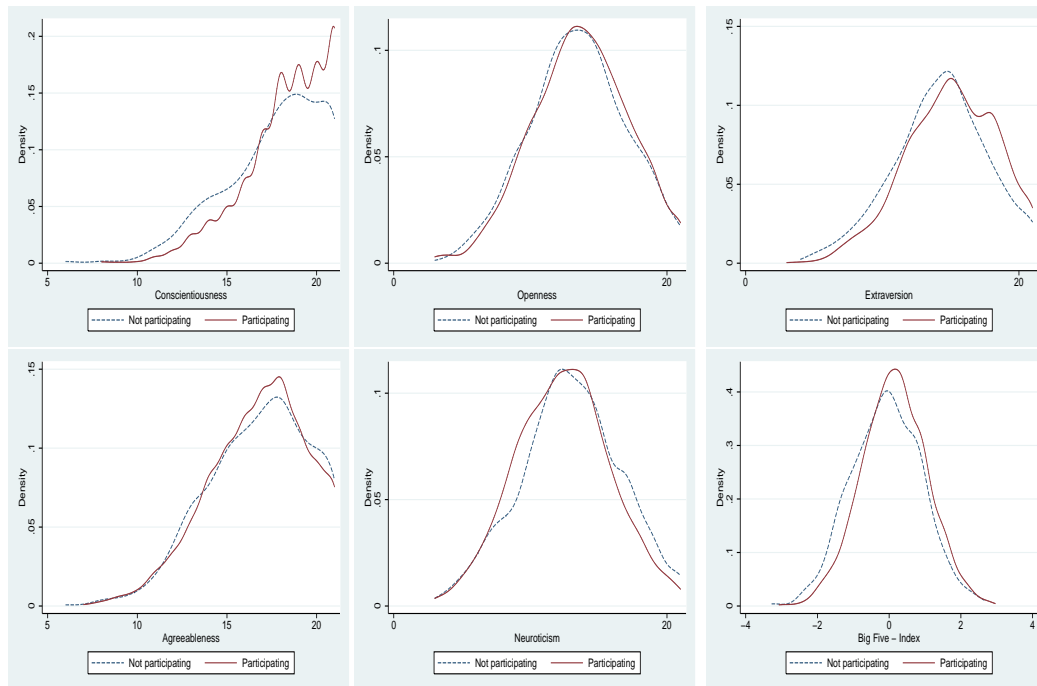 Density
0 .05 .1 .15 .2
5 10 15 20
Conscientiousness
Not participating Participating
Density
0 .05 .1
0 20
Openness
Not participating Participating
Density
0 .05 .1 .15
0 20
Extraversion
Not participating Participating
Density
0 .05 .1 .15
5 10 15 20
Agreeableness
Not participating Participating
Density
0 .05 .1
0 20
Neuroticism
Not participating Participating
Density
0 .1 .2 .3 .4
−4 −2 0 2 4
Big Five − Index
Not participating Participating